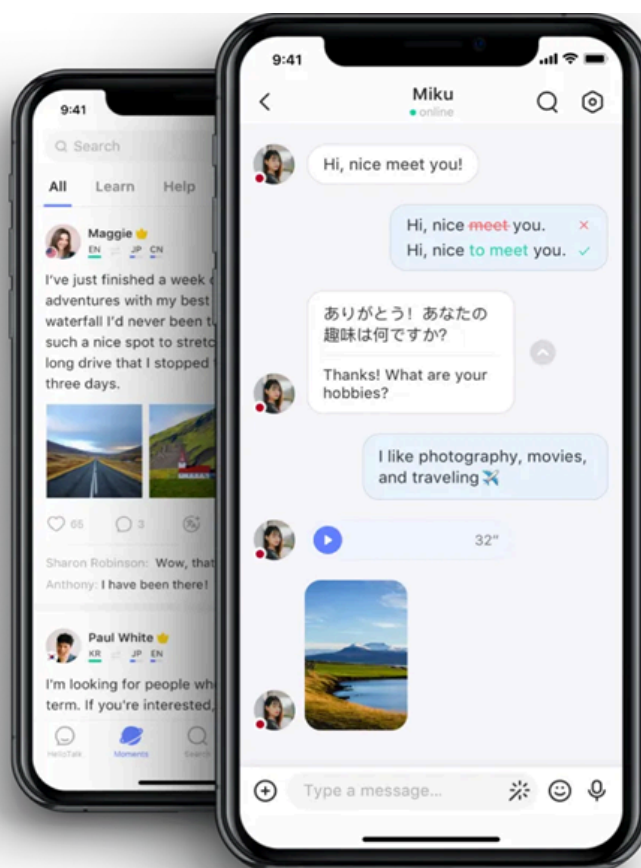 9:41
Search
All Learn Help
Maggie
EN JP CN
I've just finished a week
adventures with my best
waterfall I'd never been
such a nice spot to stretc
long drive that I stopped
three days.
65 3
Sharon Robinson: Wow, that
Anthony: I have been there!
Paul White
KR JP EN
I'm looking for people wh
term. If you're interested,
HelloTalk Moments Search
9:41
Miku
online
Hi, nice meet you!
Hi, nice meet you.
Hi, nice to meet you.
ありがとう！あなたの
趣味は何ですか?
Thanks! What are your
hobbies?
I like photography, movies,
and traveling
32"
Type a message...